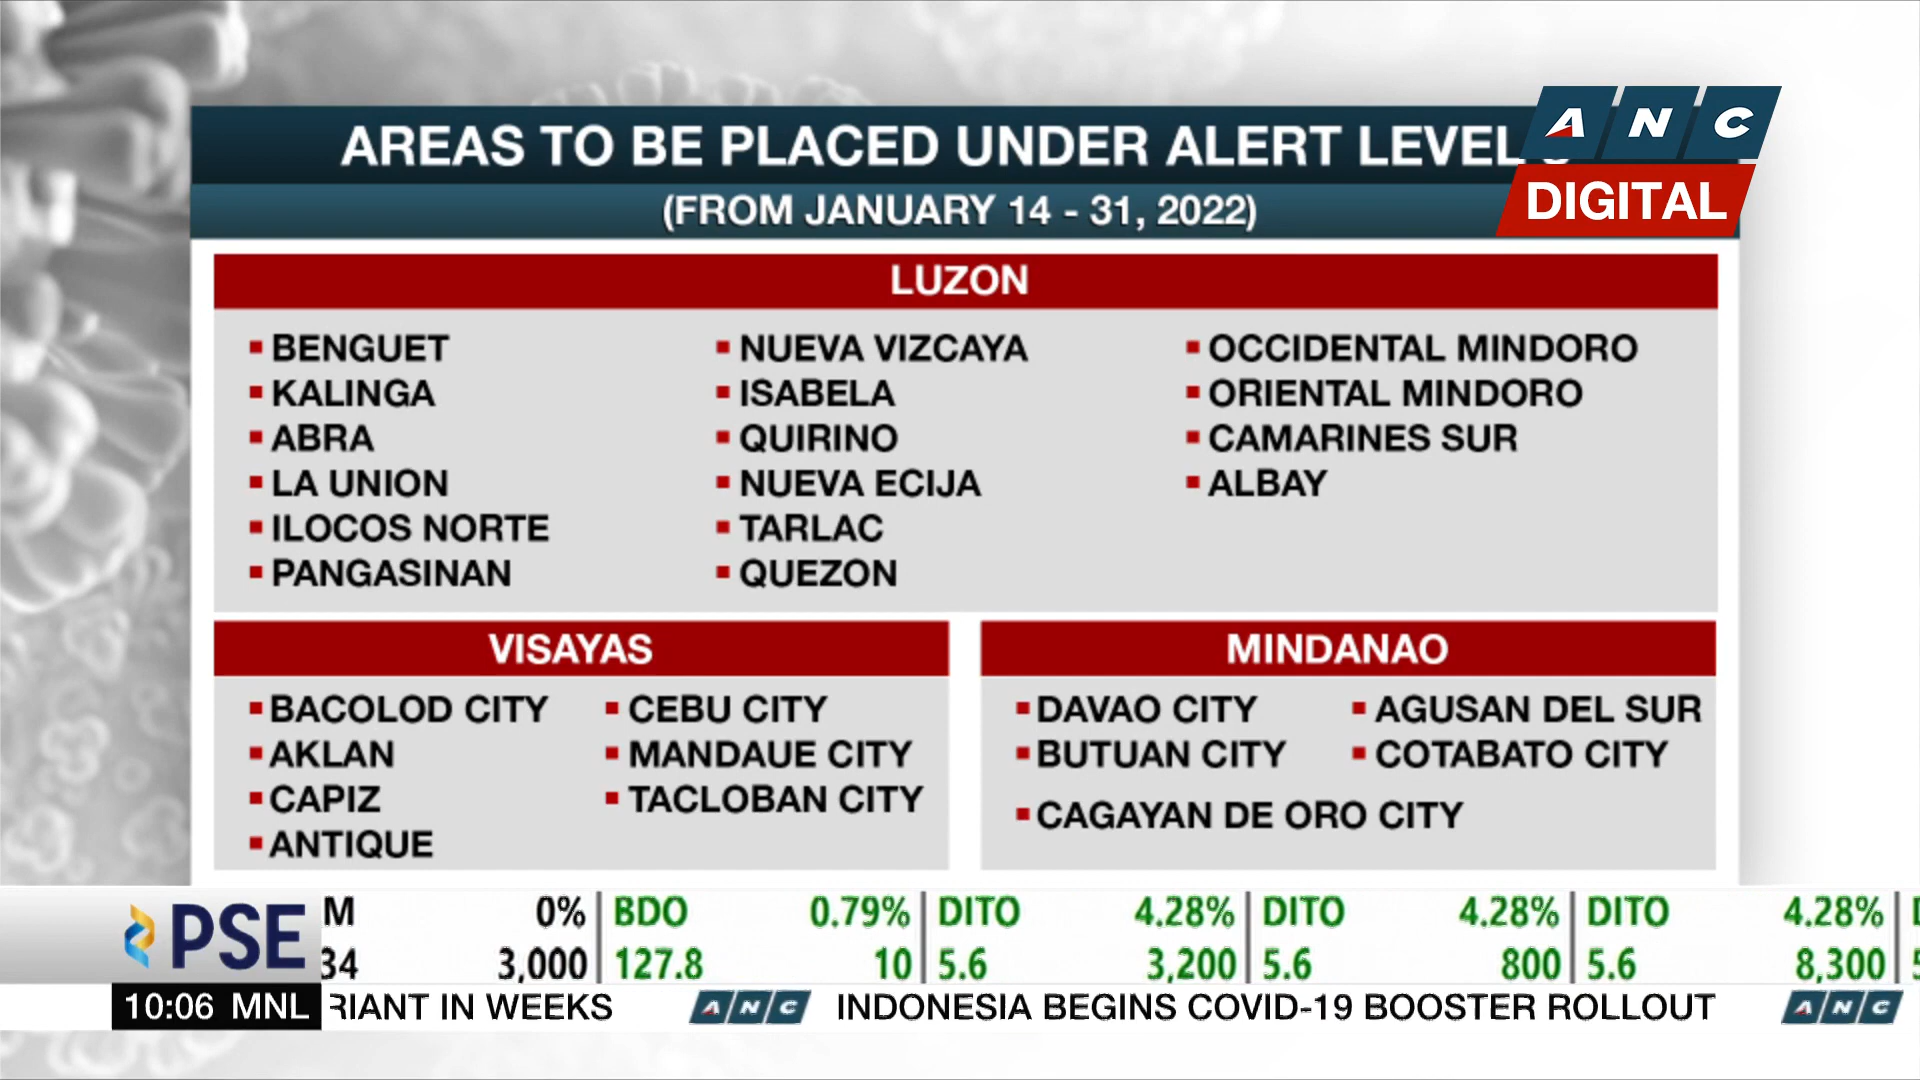 AREAS TO BE PLACED UNDER ALERT LEVEL
(FROM JANUARY 14 - 31, 2022)
A N C
DIGITAL
LUZON
BENGUET
KALINGA
ABRA
LA UNION
ILOCOS NORTE
PANGASINAN
NUEVA VIZCAYA
ISABELA
QUIRINO
NUEVA ECIJA
TARLAC
QUEZON
OCCIDENTAL MINDORO
ORIENTAL MINDORO
CAMARINES SUR
ALBAY
VISAYAS
BACOLOD CITY
AKLAN
CAPIZ
ANTIQUE
CEBU CITY
MANDAUE CITY
TACLOBAN CITY
MINDANAO
DAVAO CITY
BUTUAN CITY
AGUSAN DEL SUR
COTABATO CITY
CAGAYAN DE ORO CITY
PSE
M 0% BDO 0.79% DITO 4.28% DITO 4.28% DITO 4.28%
34 3,000 127.8 10 5.6 3,200 5.6 800 5.6 8,300
10:06 MNL RIANT IN WEEKS ANC INDONESIA BEGINS COVID-19 BOOSTER ROLLOUT ANC